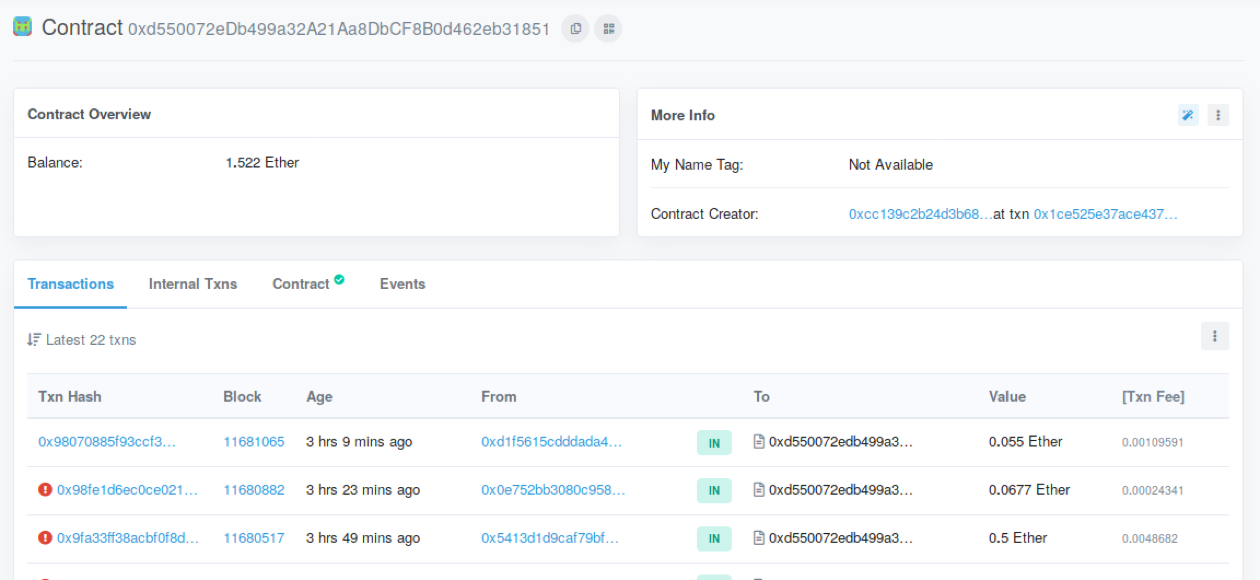 Contract 0xd550072eDb499a32A21Aa8DbCF8B0d462eb31851
Contract Overview
Balance: 1.522 Ether
More Info
My Name Tag: Not Available
Contract Creator: 0xcc139c2b24d3b68...at txn 0x1ce525e37ace437...
Transactions Internal Txns Contract Events
Latest 22 txns
Txn Hash Block Age From To Value [Txn Fee]
0x98070885f93ccf3... 11681065 3 hrs 9 mins ago 0xd1f5615cdddada4... IN 0xd550072edb499a3... 0.055 Ether 0.00109591
0x98fe1d6ec0ce021... 11680882 3 hrs 23 mins ago 0x0e752bb3080c958... IN 0xd550072edb499a3... 0.0677 Ether 0.00024341
0x9fa33ff38acbf0f8d... 11680517 3 hrs 49 mins ago 0x5413d1d9caf79bf... IN 0xd550072edb499a3... 0.5 Ether 0.0048682